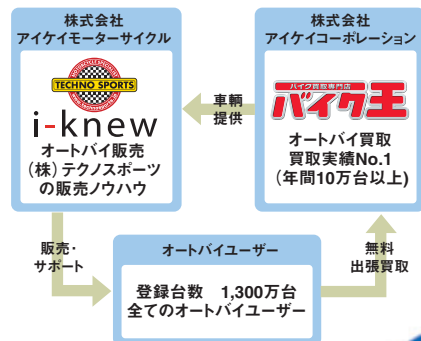 株式会社
アイケイモーターサイクル
MOTORCYCLE SPECIALIST
TECHNO SPORTS
i-knew
オートバイ販売
(株)テクノスポーツ
の販売ノウハウ
車輌
提供
株式会社
アイケイコーポレーション
バイク買取専門店
バイク王
オートバイ買取
買取実績No.1
(年間10万台以上)
販売・
サポート
オートバイユーザー
登録台数 1,300万台
全てのオートバイユーザー
無料
出張買取